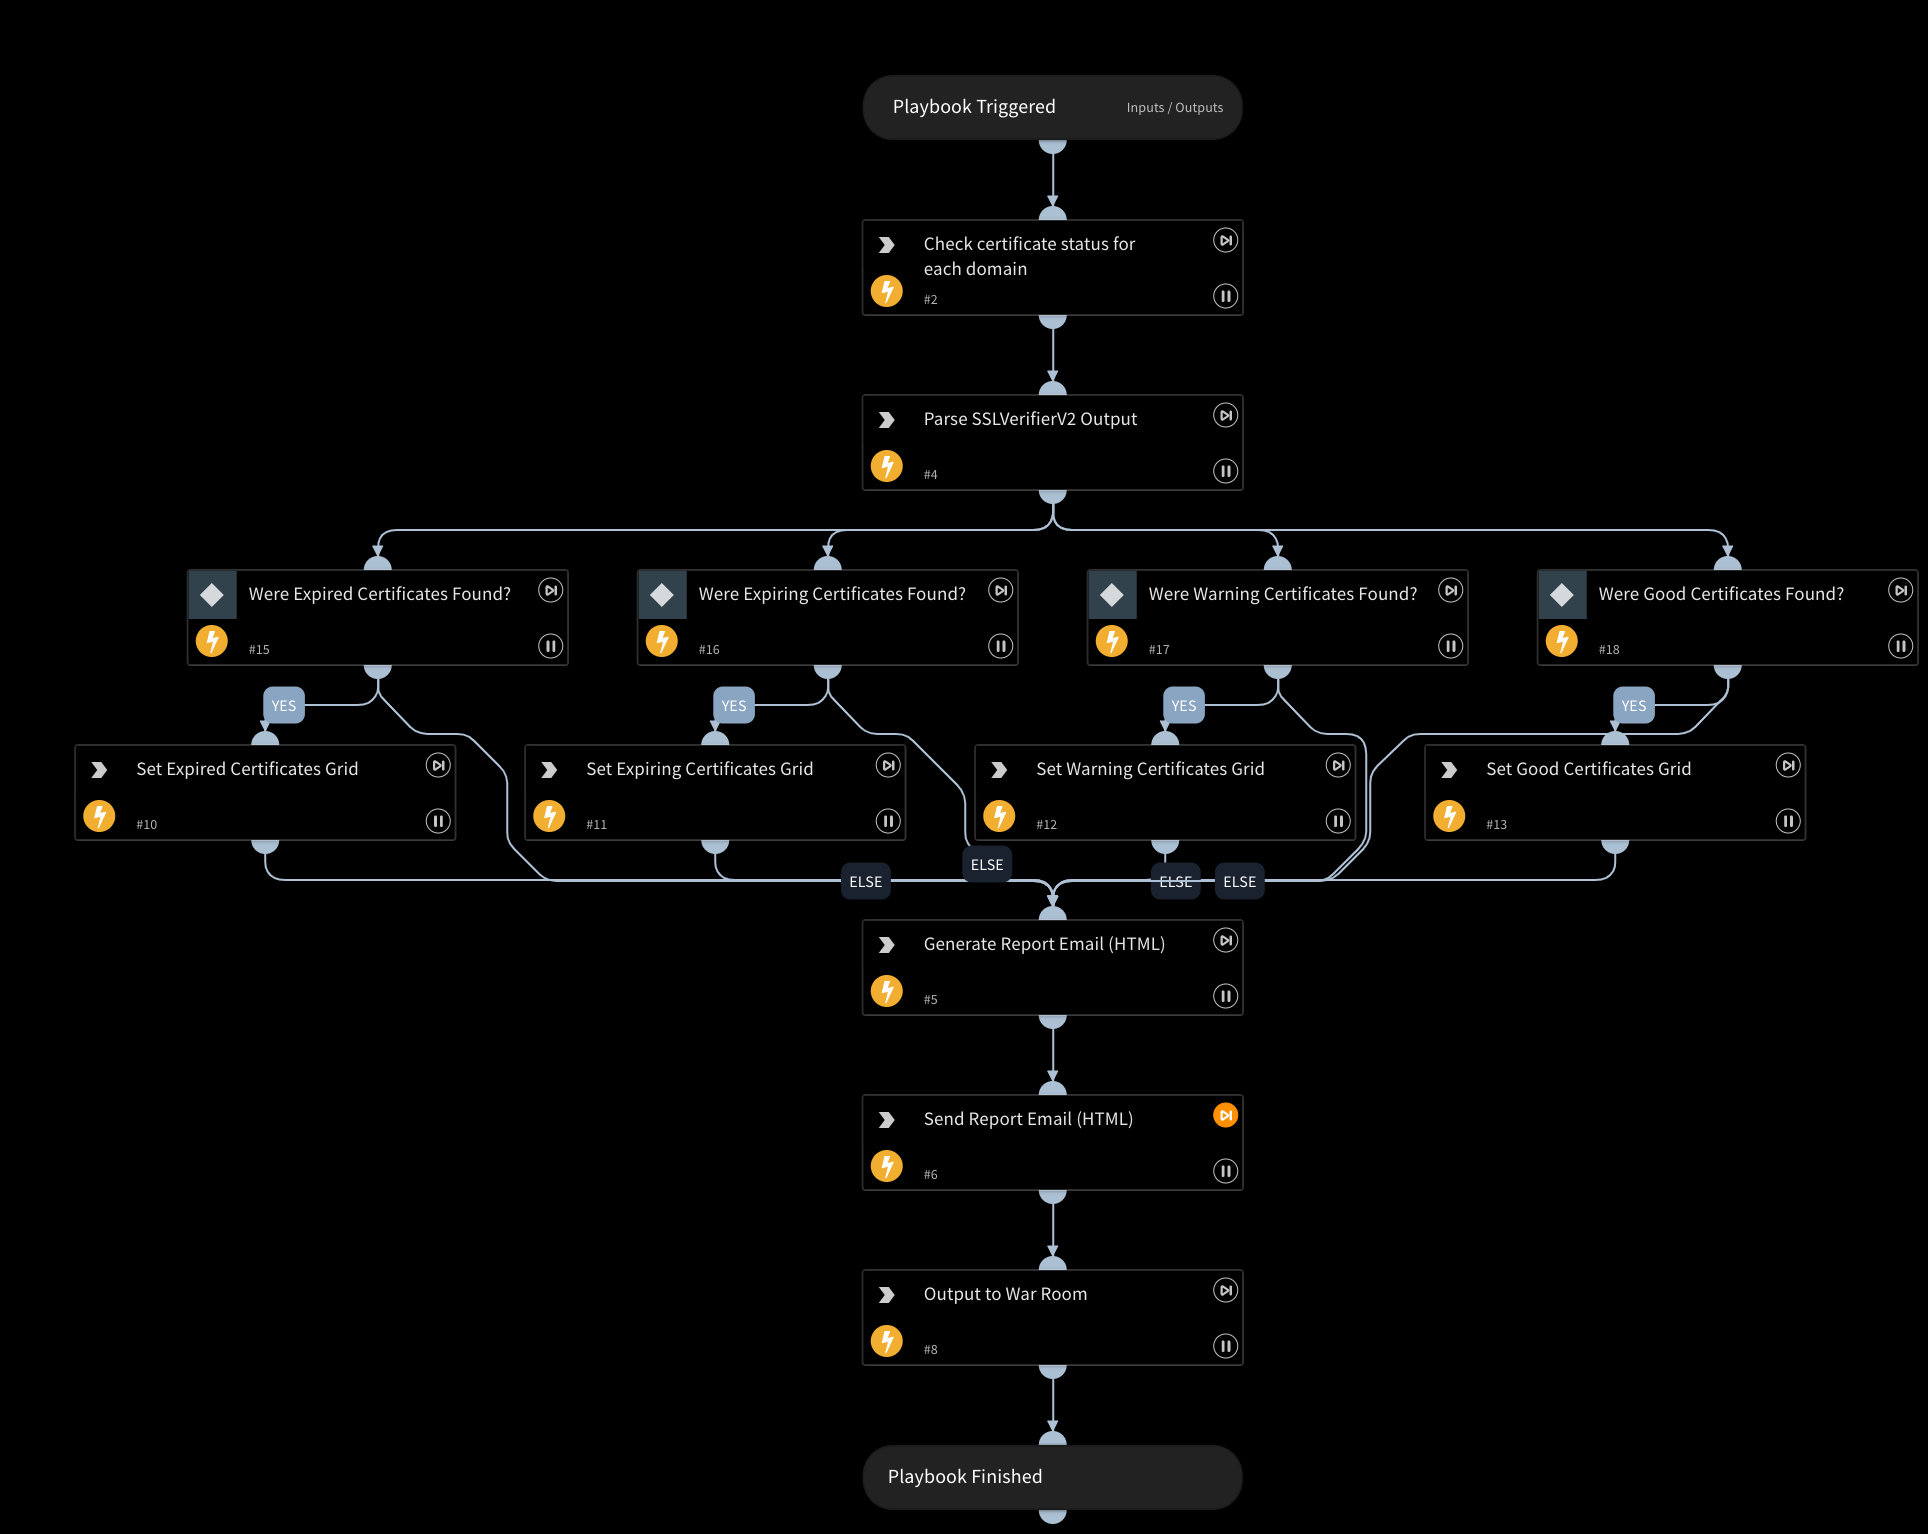 Playbook Triggered
Inputs / Outputs
Check certificate status for
each domain
#2
Parse SSLVerifierV2 Output
#4
Were Expired Certificates Found?
#15
Were Expiring Certificates Found?
#16
Were Warning Certificates Found?
#17
Were Good Certificates Found?
#18
YES
YES
YES
YES
Set Expired Certificates Grid
#10
Set Expiring Certificates Grid
#11
Set Warning Certificates Grid
#12
Set Good Certificates Grid
#13
ELSE
ELSE
ELSE
ELSE
Generate Report Email (HTML)
#5
Send Report Email (HTML)
#6
Output to War Room
#8
Playbook Finished